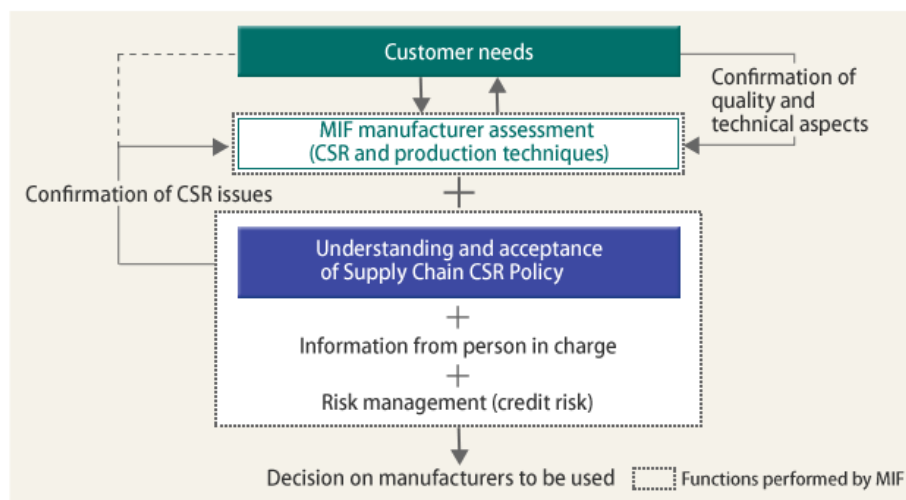 Customer needs
Confirmation of
quality and
technical aspects
MIF manufacturer assessment
(CSR and production techniques)
+
Confirmation of CSR issues
Understanding and acceptance
of Supply Chain CSR Policy
+
Information from person in charge
+
Risk management (credit risk)
Decision on manufacturers to be used
Functions performed by MIF